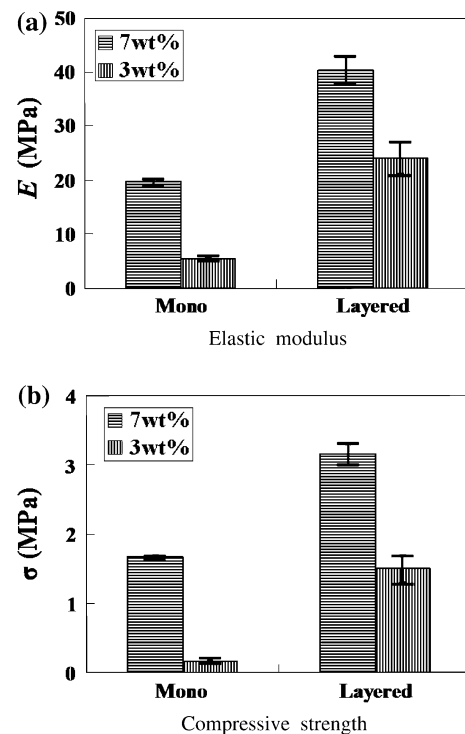 (a)
50
40
30
20
10
0
E (MPa)
7wt%
3wt%
Mono Layered
Elastic modulus
(b)
4
3
2
1
0
σ (MPa)
7wt%
3wt%
Mono Layered
Compressive strength